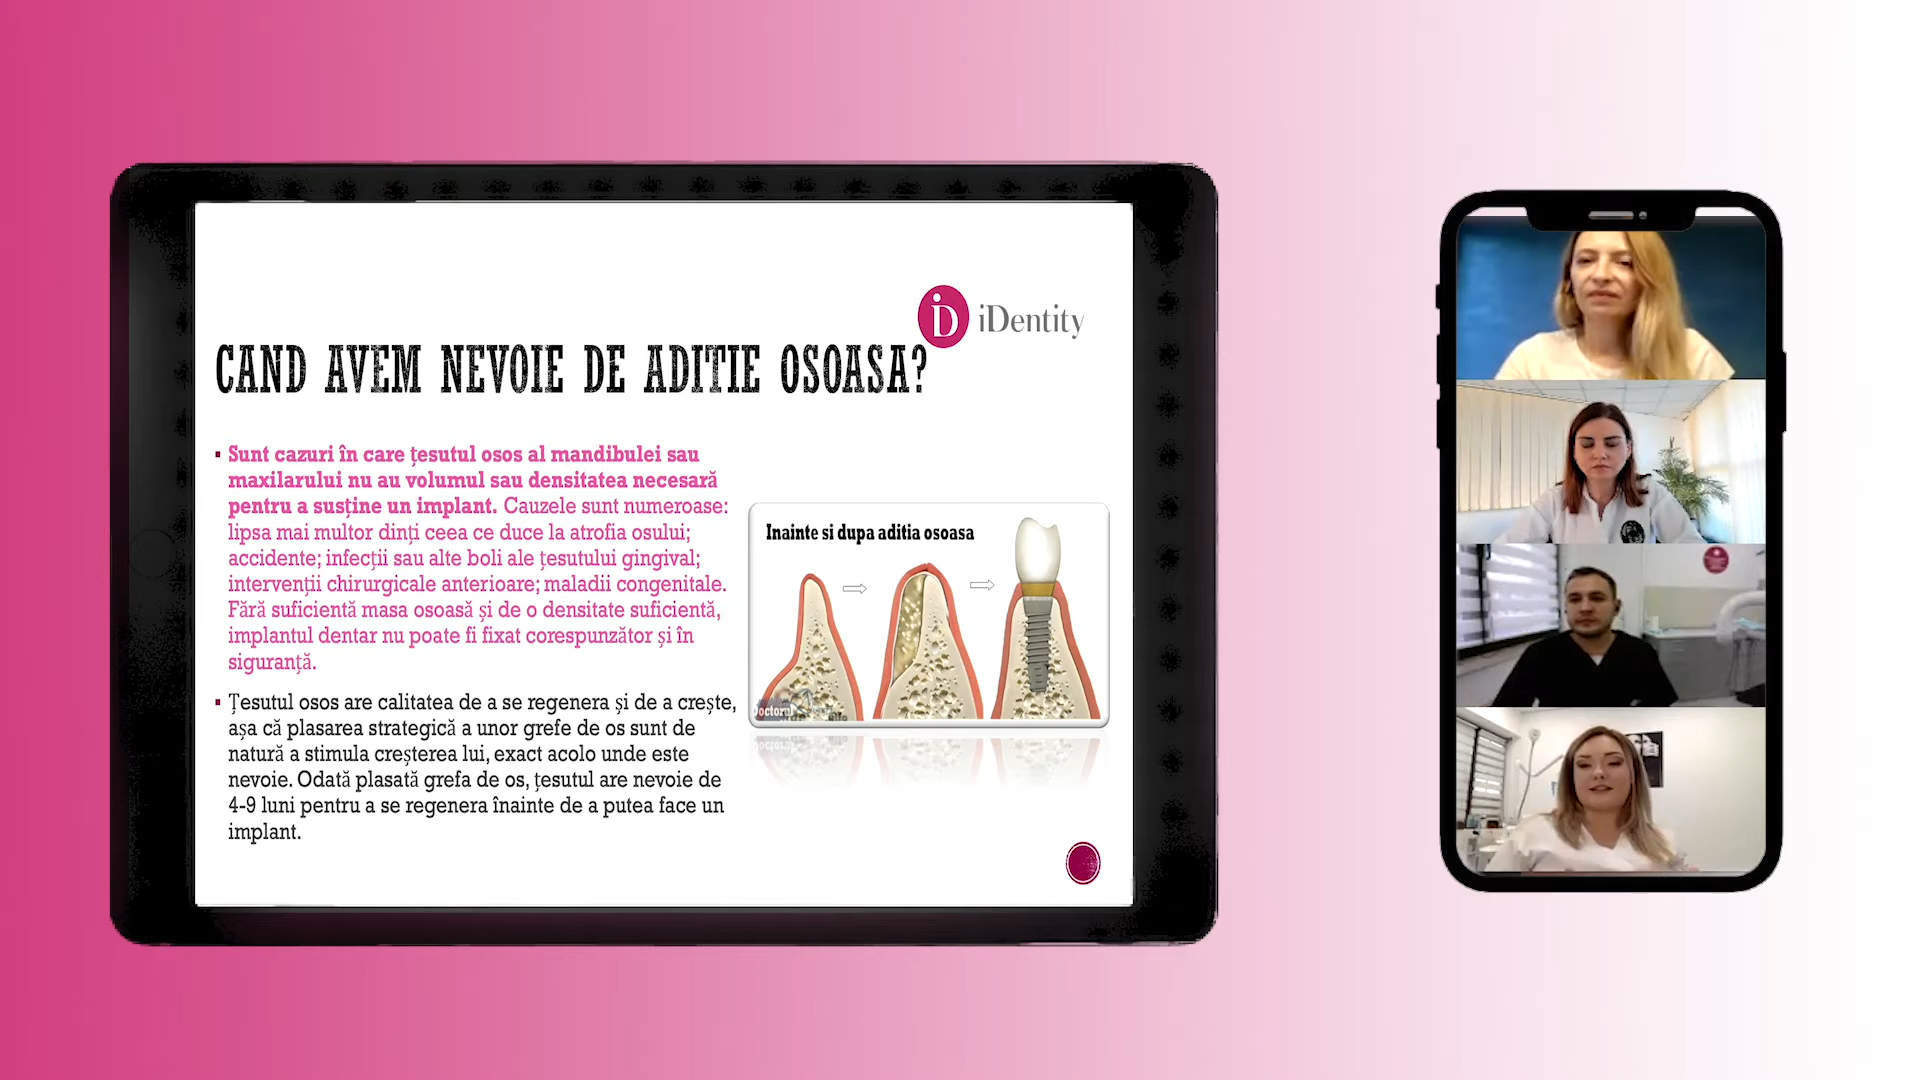 iD iDentity
CAND AVEM NEVOIE DE ADITIE OSOASA?
Sunt cazuri în care țesutul osos al mandibulei sau
maxilarului nu au volumul sau densitatea necesară
pentru a susține un implant. Cauzele sunt numeroase:
lipsa mai multor dinți ceea ce duce la atrofia osului;
accidente; infecții sau alte boli ale țesutului gingival;
intervenții chirurgicale anterioare; maladii congenitale.
Fără suficientă masa osoasă și de o densitate suficientă,
implantul dentar nu poate fi fixat corespunzător și în
siguranță.
Țesutul osos are calitatea de a se regenera și de a crește,
așa că plasarea strategică a unor grefe de os sunt de
natură a stimula creșterea lui, exact acolo unde este
nevoie. Odată plasată grefa de os, țesutul are nevoie de
4-9 luni pentru a se regenera înainte de a putea face un
implant.
Inainte si dupa aditia osoasa
Doctorul